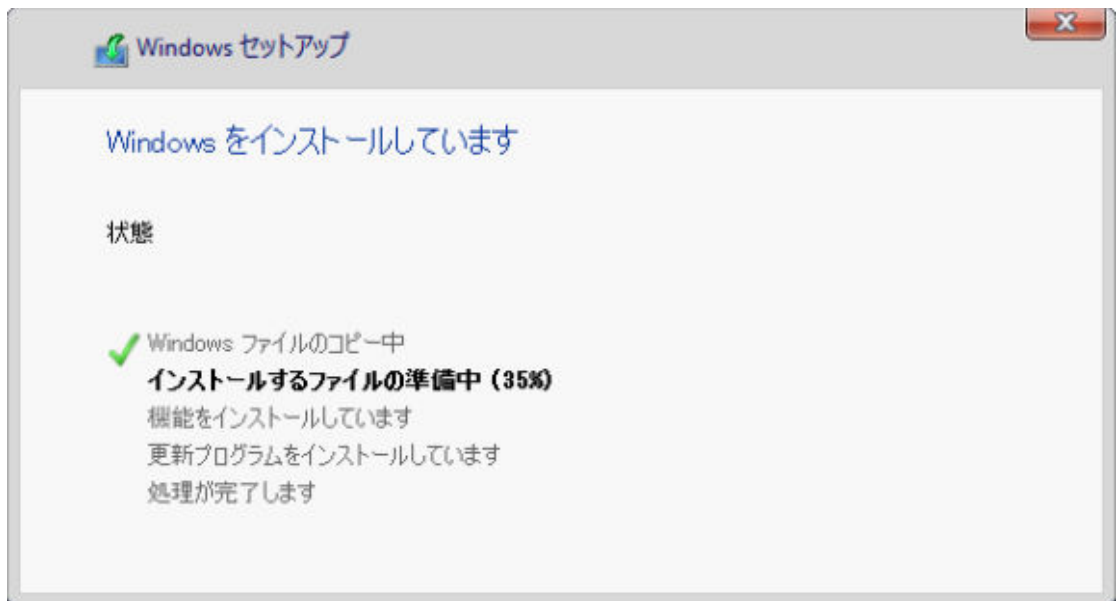 Windows セットアップ
Windows をインストールしています
状態
Windows ファイルのコピー中
インストールするファイルの準備中 (35%)
機能をインストールしています
更新プログラムをインストールしています
処理が完了します